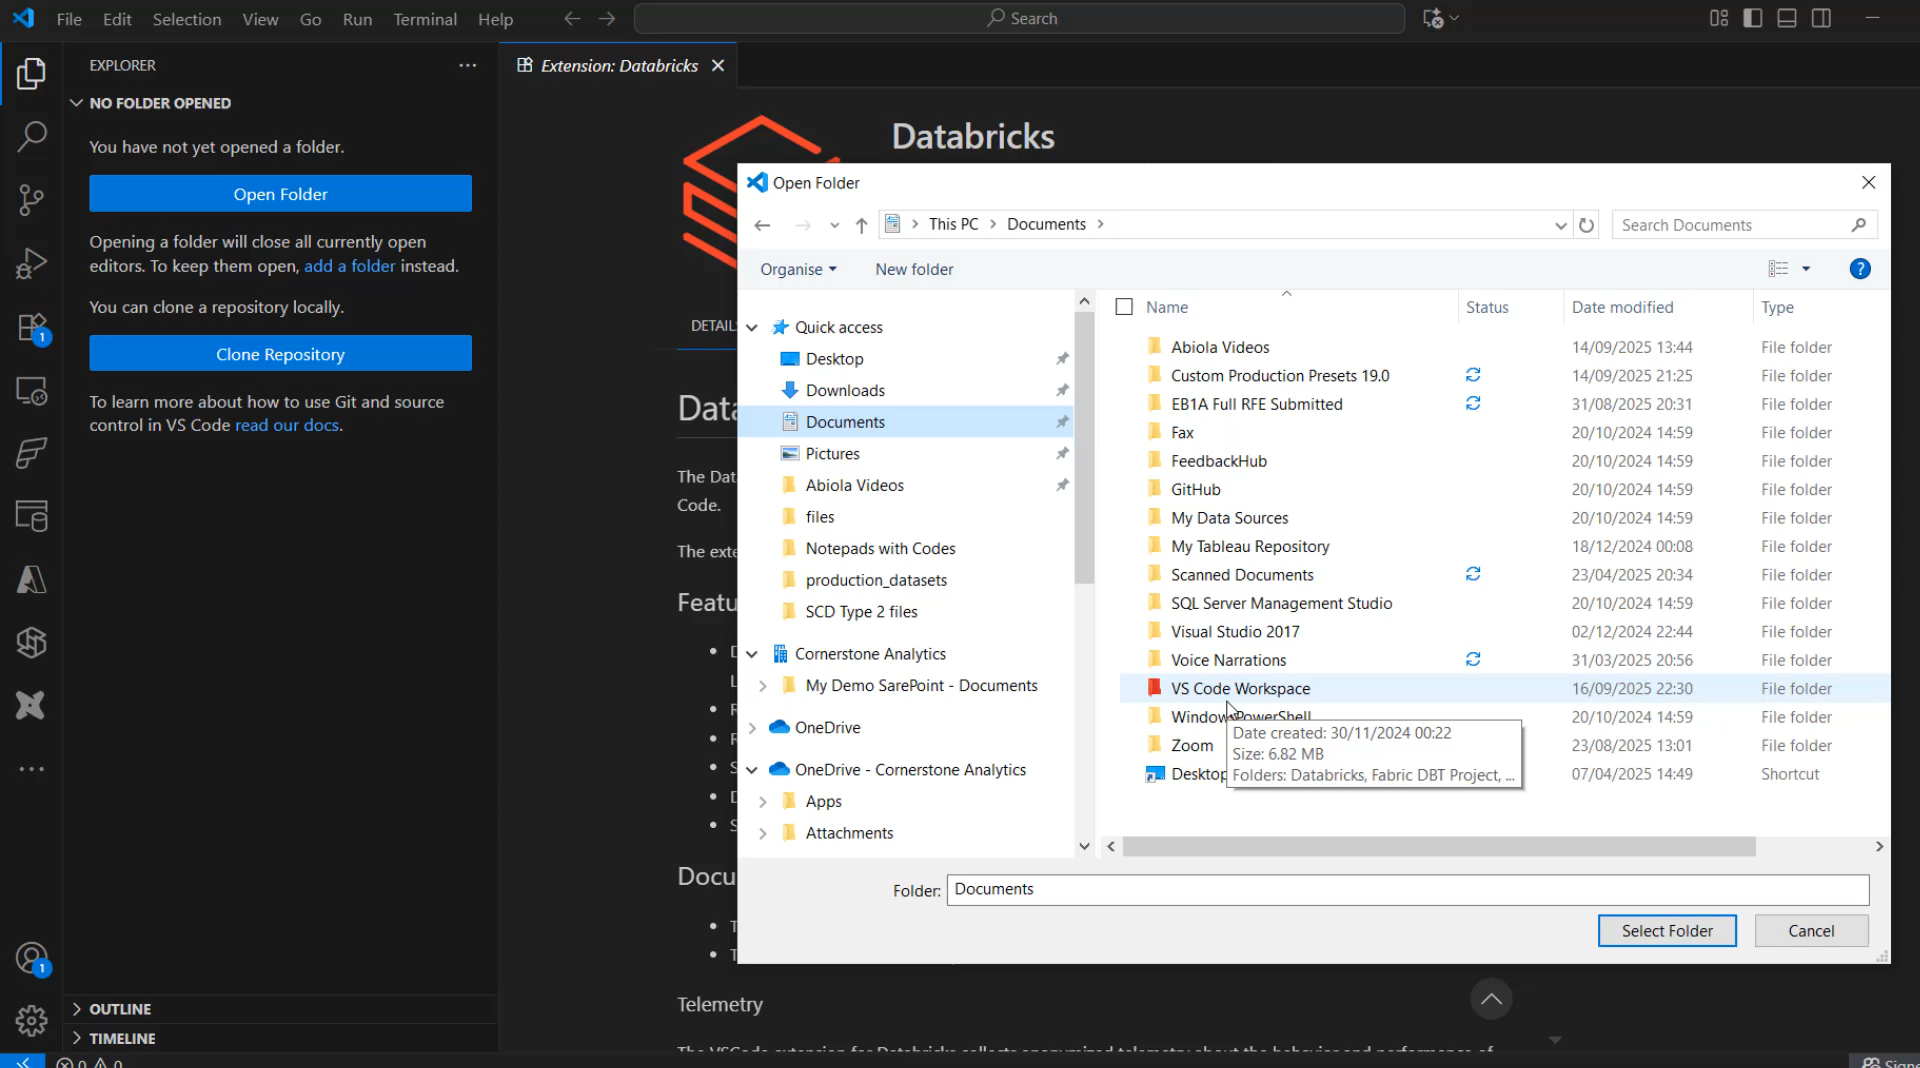 File Edit Selection View Go Run Terminal Help
Search
EXPLORER
NO FOLDER OPENED
You have not yet opened a folder.
Open Folder
Opening a folder will close all currently open
editors. To keep them open, add a folder instead.
You can clone a repository locally.
Clone Repository
To learn more about how to use Git and source
control in VS Code read our docs.
OUTLINE
TIMELINE
1
1
0 0
Extension: Databricks
Databricks
DETAILS
Code.
Telemetry
Open Folder
This PC > Documents >
Search Documents
Organise
New folder
Quick access
Desktop
Downloads
Documents
Pictures
Abiola Videos
files
Notepads with Codes
production_datasets
SCD Type 2 files
Cornerstone Analytics
My Demo SarePoint - Documents
OneDrive
OneDrive - Cornerstone Analytics
Apps
Attachments
Name Status Date modified Type
Abiola Videos 14/09/2025 13:44 File folder
Custom Production Presets 19.0 14/09/2025 21:25 File folder
EB1A Full RFE Submitted 31/08/2025 20:31 File folder
Fax 20/10/2024 14:59 File folder
FeedbackHub 20/10/2024 14:59 File folder
GitHub 20/10/2024 14:59 File folder
My Data Sources 20/10/2024 14:59 File folder
My Tableau Repository 18/12/2024 00:08 File folder
Scanned Documents 23/04/2025 20:34 File folder
SQL Server Management Studio 20/10/2024 14:59 File folder
Visual Studio 2017 02/12/2024 22:44 File folder
Voice Narrations 31/03/2025 20:56 File folder
VS Code Workspace 16/09/2025 22:30 File folder
WindowsPowerShell 20/10/2024 14:59 File folder
Zoom 23/08/2025 13:01 File folder
Desktop 07/04/2025 14:49 Shortcut
Date created: 30/11/2024 00:22
Size: 6.82 MB
Folders: Databricks, Fabric DBT Project, ...
Folder: Documents
Select Folder
Cancel